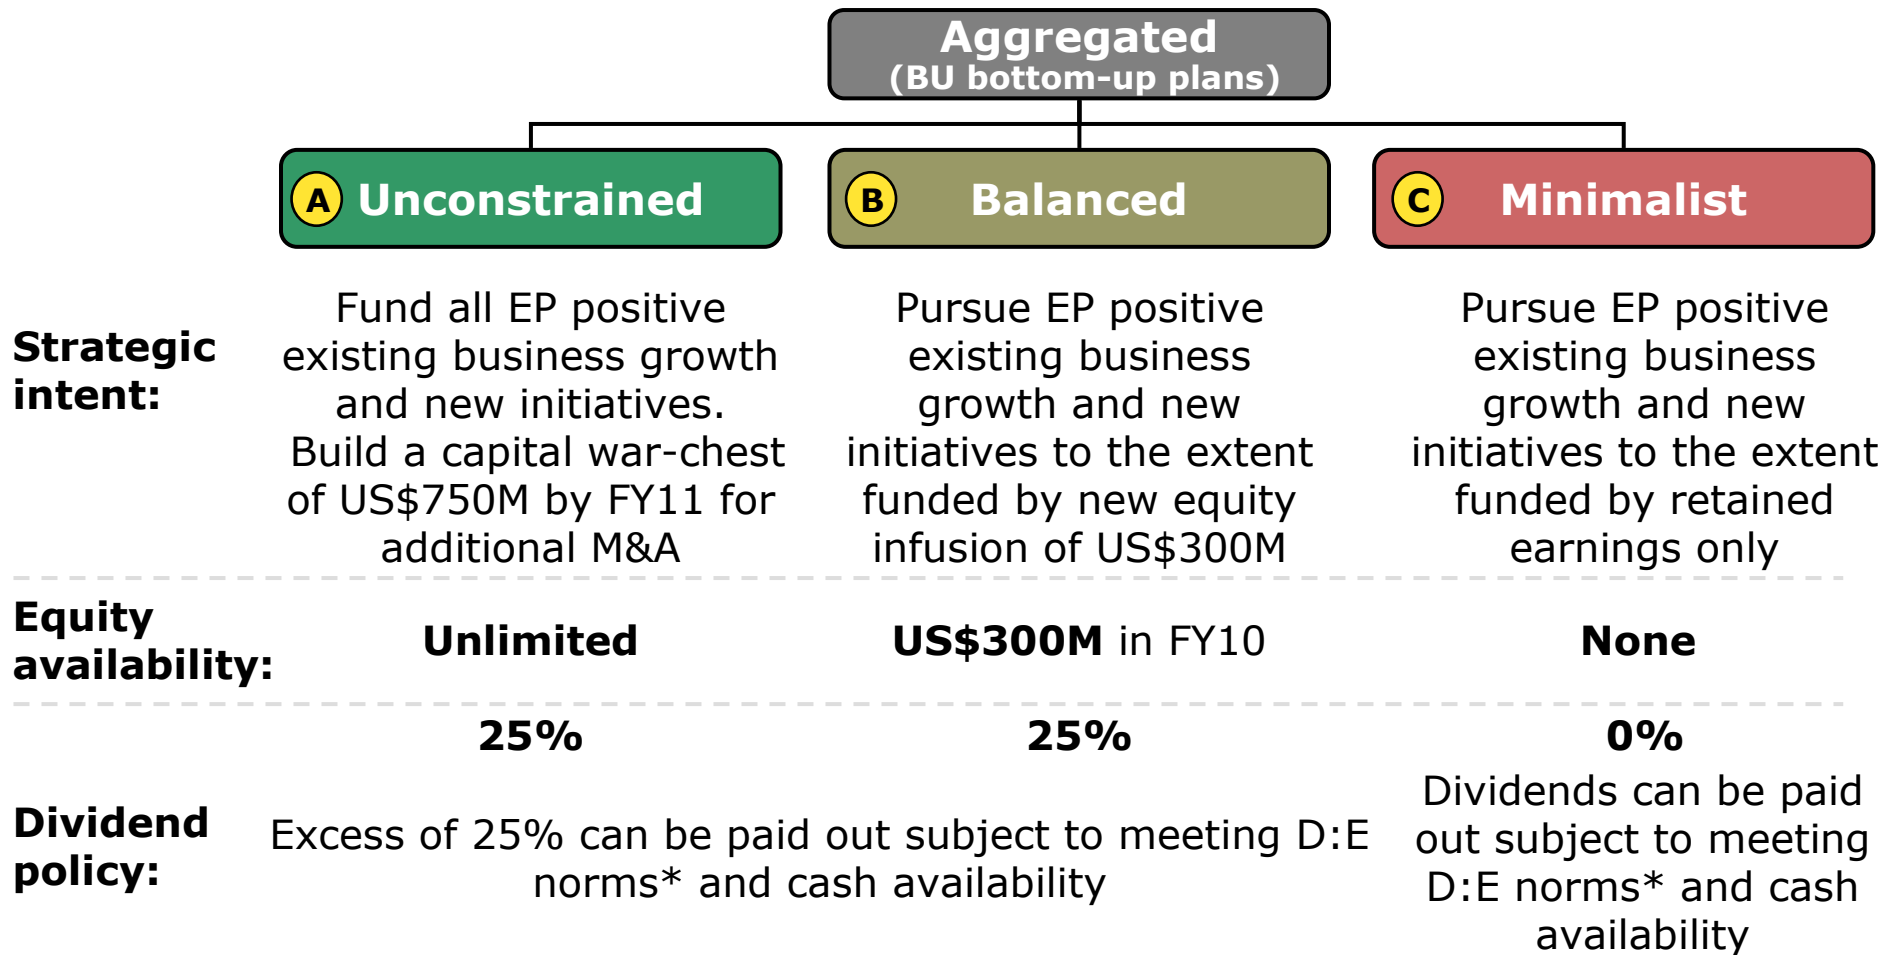 Aggregated
(BU bottom-up plans)
A Unconstrained
B Balanced
C Minimalist
Strategic
intent:
Fund all EP positive
existing business growth
and new initiatives.
Build a capital war-chest
of US$750M by FY11 for
additional M&A
Pursue EP positive
existing business
growth and new
initiatives to the extent
funded by new equity
infusion of US$300M
Pursue EP positive
existing business
growth and new
initiatives to the extent
funded by retained
earnings only
Equity
availability:
Unlimited
US$300M in FY10
None
Dividend
policy:
25%
25%
Excess of 25% can be paid out subject to meeting D:E
norms* and cash availability
0%
Dividends can be paid
out subject to meeting
D:E norms* and cash
availability